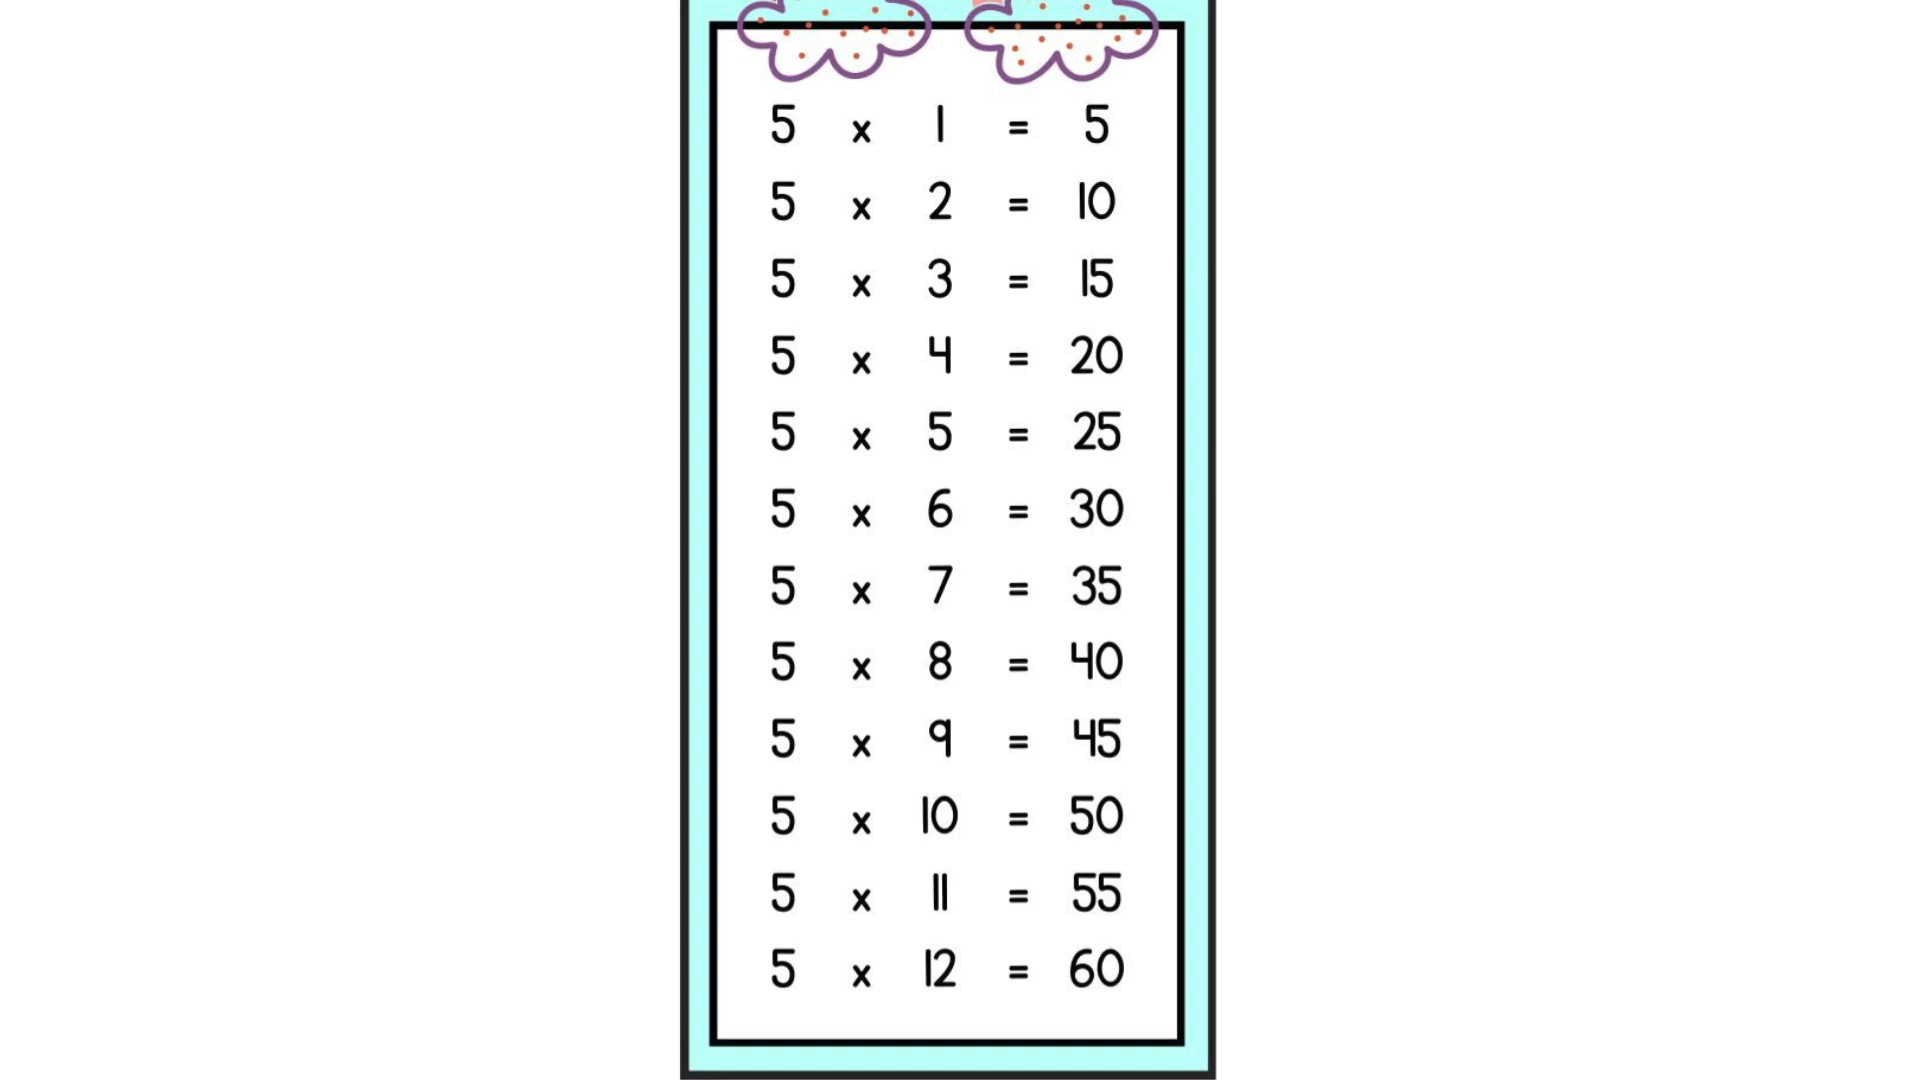 5 x 1 = 5
5 x 2 = 10
5 x 3 = 15
5 x 4 = 20
5 x 5 = 25
5 x 6 = 30
5 x 7 = 35
5 x 8 = 40
5 x 9 = 45
5 x 10 = 50
5 x 11 = 55
5 x 12 = 60